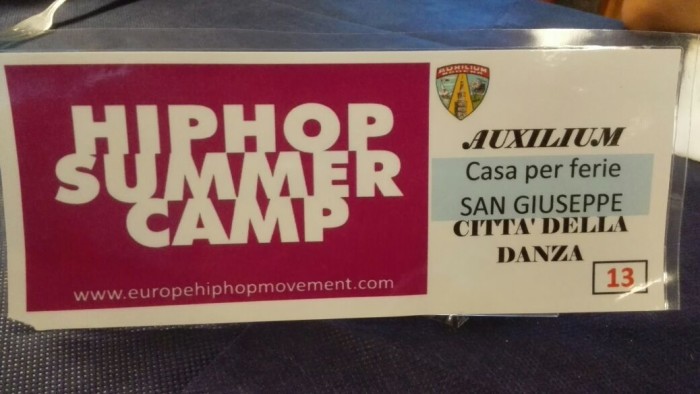 HIPHOP
SUMMER
CAMP
www.europehiphopmovement.com
AUXILIUM
AUXILIUM
Casa per ferie
SAN GIUSEPPE
CITTA' DELLA
DANZA
13